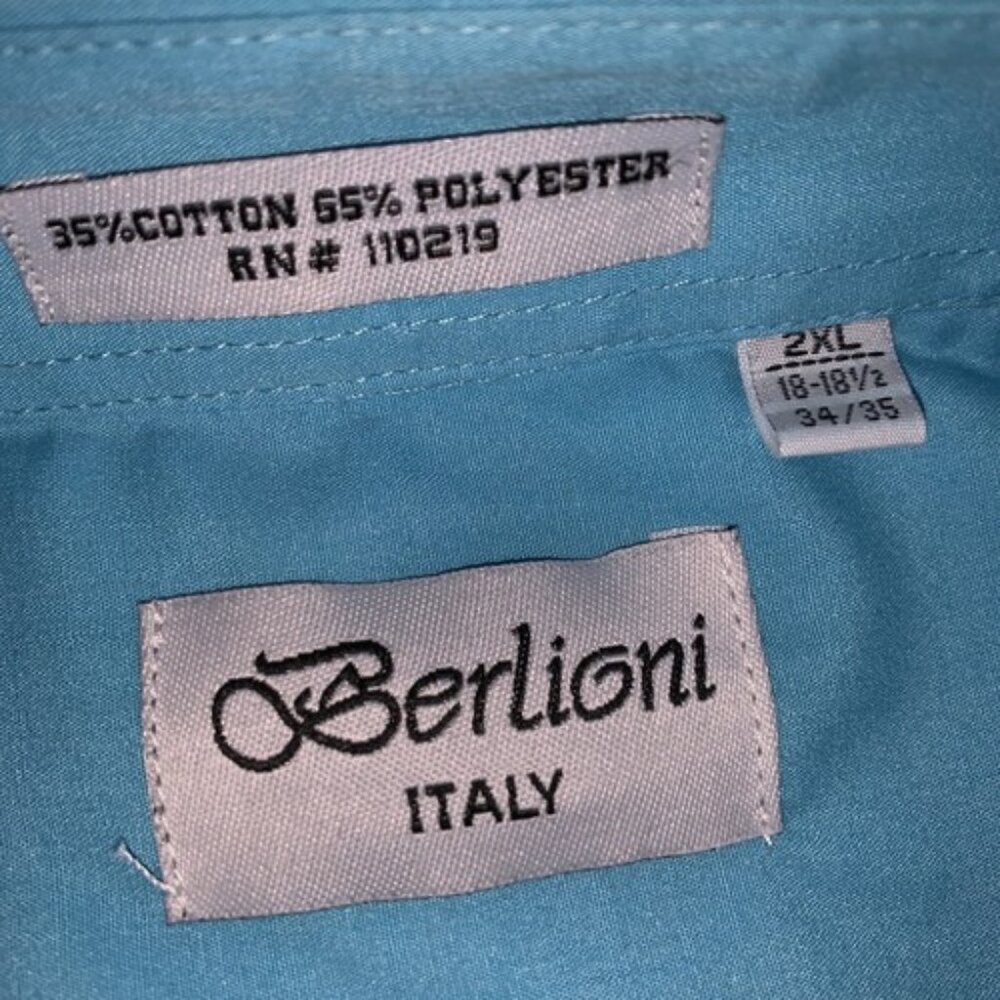 35%COTTON 65% POLYESTER
RN# 110219
2XL
18-18½
34/35
Berlioni
ITALY